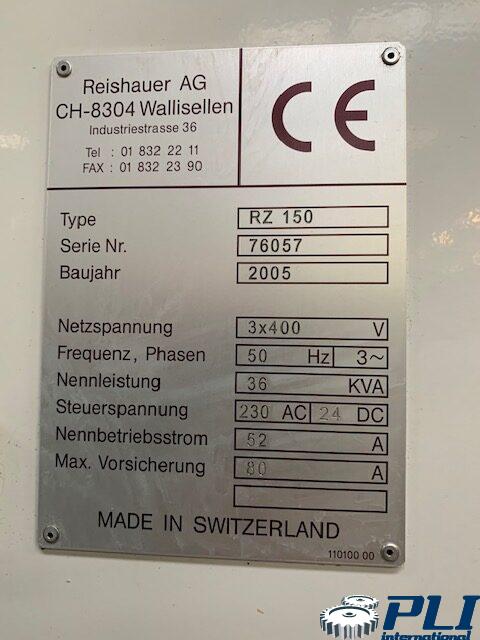 Reishauer AG
CH-8304 Wallisellen
Industriestrasse 36
Tel : 01 832 22 11
FAX : 01 832 23 90
CE
Type RZ 150
Serie Nr. 76057
Baujahr 2005
Netzspannung 3x400 V
Frequenz, Phasen 50 Hz 3~
Nennleistung 36 KVA
Steuerspannung 230 AC 24 DC
Nennbetriebsstrom 52 A
Max. Vorsicherung 80 A
MADE IN SWITZERLAND
110100 00
PLI
international